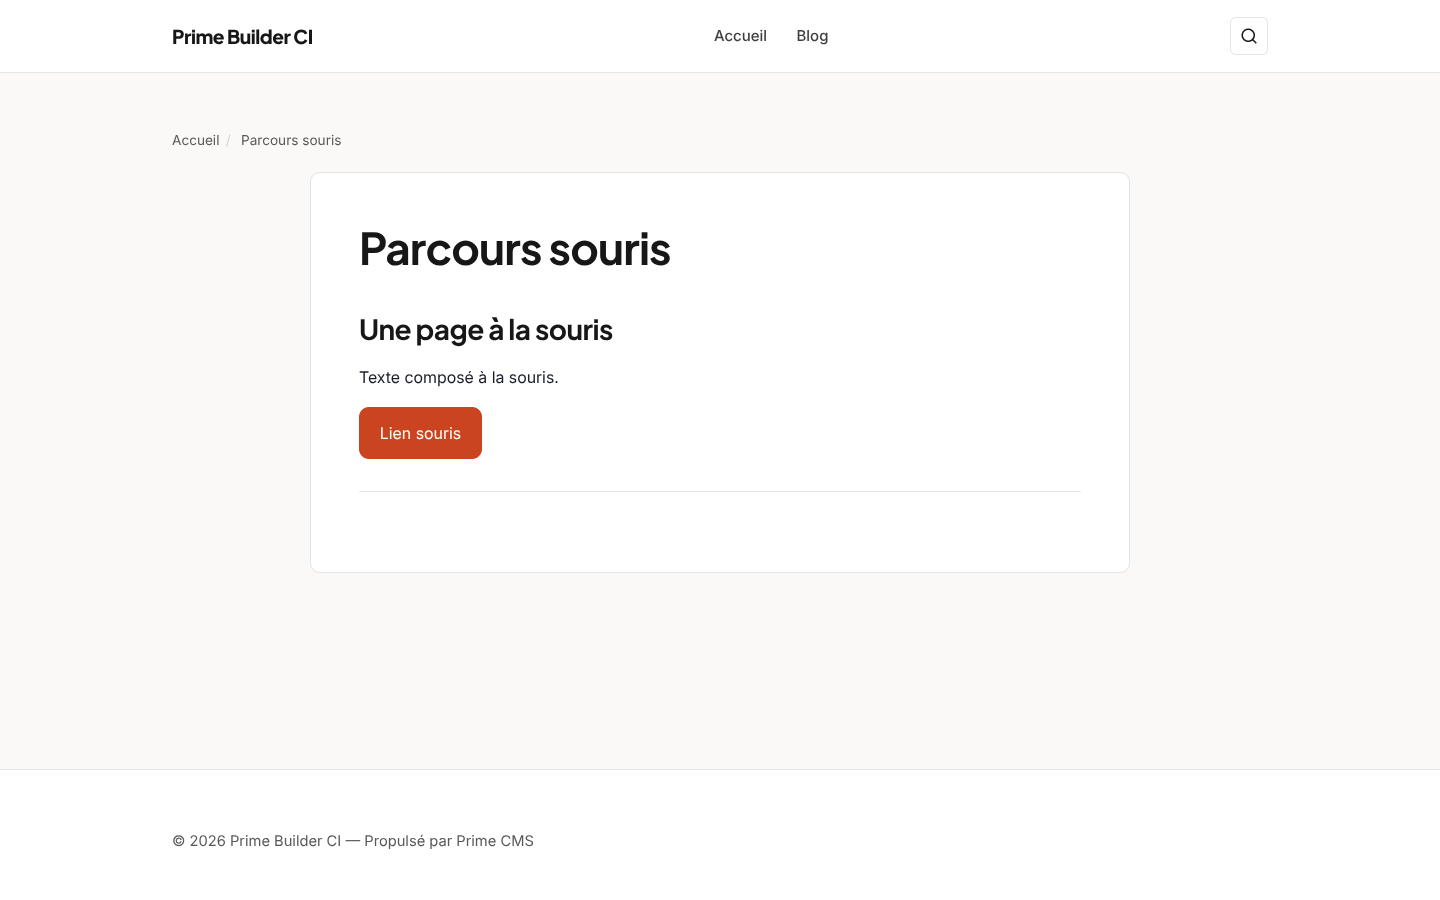 Prime Builder CI
Accueil Blog
Accueil / Parcours souris
Parcours souris
Une page à la souris
Texte composé à la souris.
Lien souris
© 2026 Prime Builder CI — Propulsé par Prime CMS